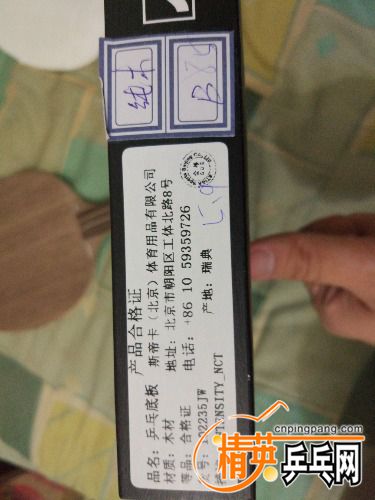 纯木
产品合格证
品名: 乒乓底板
斯帝卡（北京）体育用品有限公司
材质: 木材
地址: 北京市朝阳区工体北路8号
等品: 合格证
电话: +86 10 59359726
2235JW
产地: 瑞典
ENSITY_NCT
cnpingpang.com
精英乒乓网